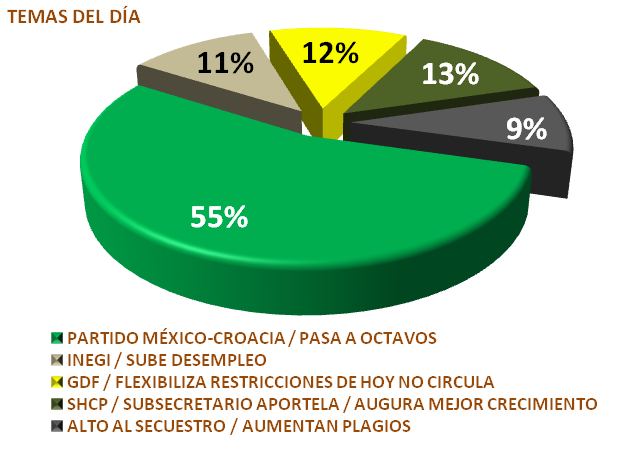 TEMAS DEL DÍA
11%
12%
13%
9%
55%
PARTIDO MÉXICO-CROACIA / PASA A OCTAVOS
INEGI / SUBE DESEMPLEO
GDF / FLEXIBILIZA RESTRICCIONES DE HOY NO CIRCULA
SHCP / SUBSECRETARIO APORTELA / AUGURA MEJOR CRECIMIENTO
ALTO AL SECUESTRO / AUMENTAN PLAGIOS